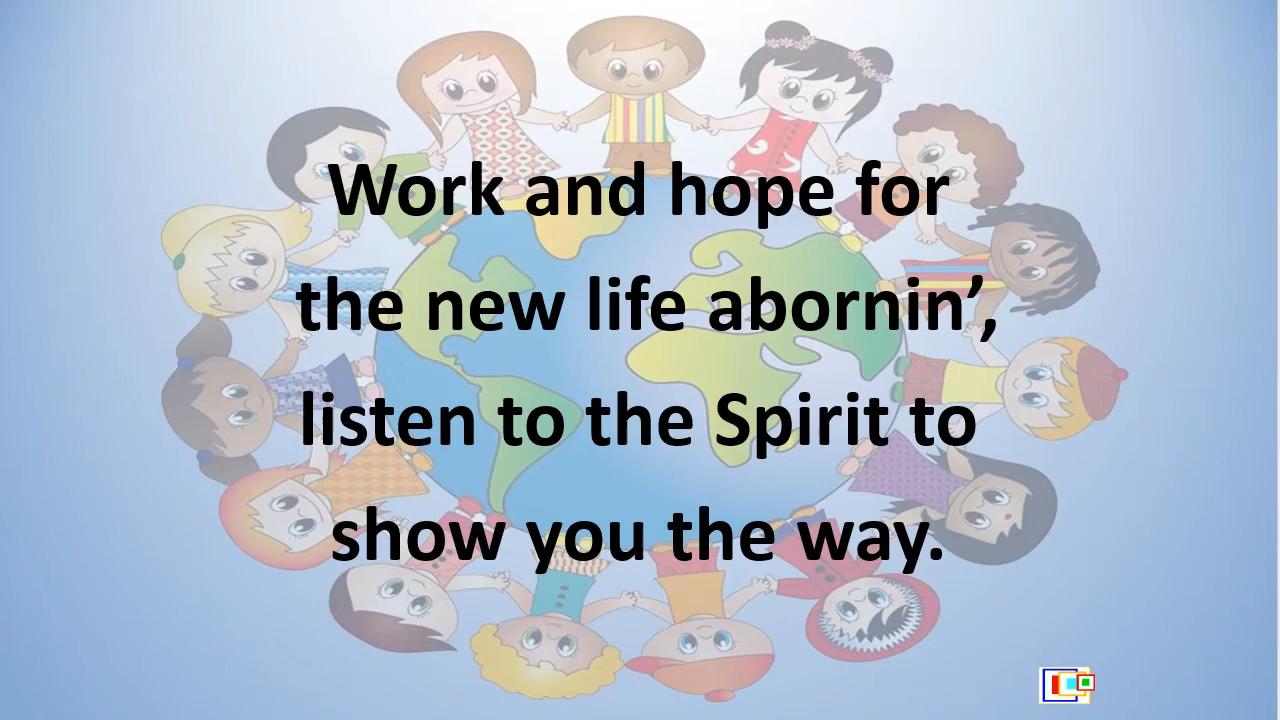 Work and hope for
the new life abornin’,
listen to the Spirit to
show you the way.